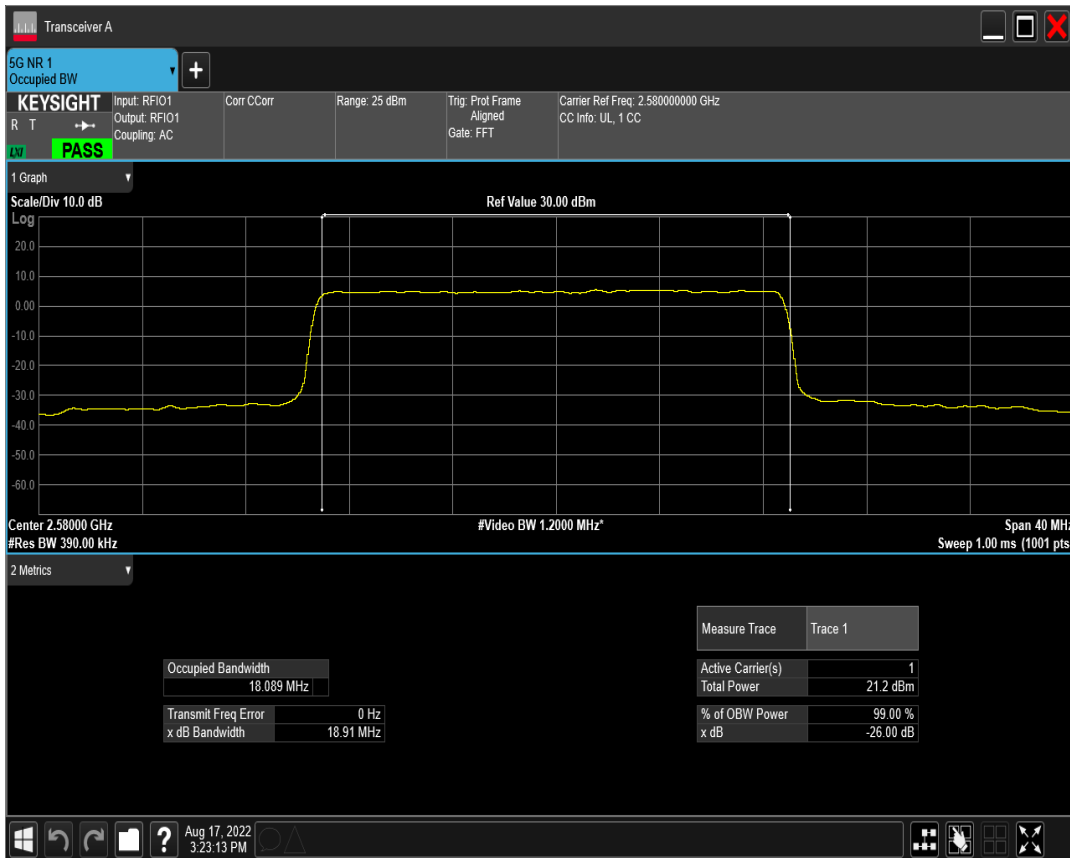 Transceiver A
5G NR 1
Occupied BW
+
KEYSIGHT
R T
LXI
PASS
Input: RFIO1
Output: RFIO1
Coupling: AC
Corr CCorr
Range: 25 dBm
Trig: Prot Frame
Aligned
Gate: FFT
Carrier Ref Freq: 2.580000000 GHz
CC Info: UL, 1 CC
1 Graph
Scale/Div 10.0 dB
Ref Value 30.00 dBm
Log
20.0
10.0
0.00
-10.0
-20.0
-30.0
-40.0
-50.0
-60.0
Center 2.58000 GHz
#Video BW 1.2000 MHz*
Span 40 MHz
#Res BW 390.00 kHz
Sweep 1.00 ms (1001 pts
2 Metrics
Measure Trace Trace 1
Occupied Bandwidth
18.089 MHz
Active Carrier(s) 1
Total Power 21.2 dBm
Transmit Freq Error 0 Hz
x dB Bandwidth 18.91 MHz
% of OBW Power 99.00 %
x dB -26.00 dB
?
Aug 17, 2022
3:23:13 PM